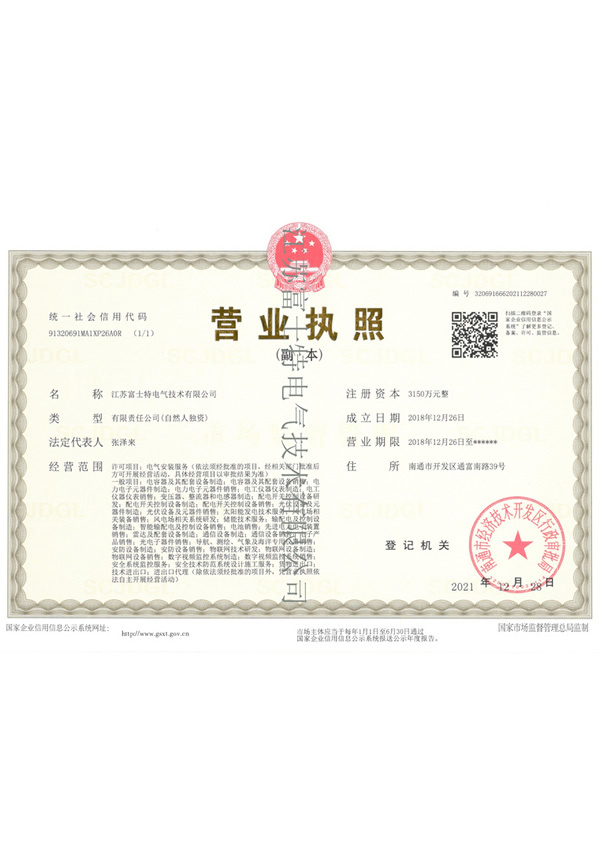 编 号 320691666202112280027
统一社会信用代码
91320691MA1XP26A0R (1/1)
营业执照
(副 本)
扫描二维码登录“国
家企业信用信息公示
系统”了解更多登记、
备案、许可、监管信息。
名 称 江苏富士特电气技术有限公司
类 型 有限责任公司(自然人独资)
法定代表人 张泽来
经营范围 许可项目：电气安装服务（依法须经批准的项目，经相关部门批准后
方可开展经营活动，具体经营项目以审批结果为准）
一般项目：电容器及其配套设备制造；电容器及其配套设备销售；电
力电子元器件制造；电力电子元器件销售；电工仪器仪表制造；电工
仪器仪表销售；变压器、整流器和电感器制造；配电开关控制设备研
发；配电开关控制设备制造；配电开关控制设备销售；光伏设备及元
器件制造；光伏设备及元器件销售；太阳能发电技术服务；
关装备销售；风电场相关系统研发；储能技术服务；输配电及控制设
备制造；智能输配电及控制设备销售；电池销售；
销售；雷达及配套设备制造；通信设备制造；通信设备销售；电子产
品销售；光电子器件销售；导航、测绘、气象及海洋专用仪器销售；
安防设备制造；安防设备销售；物联网技术研发；物联网设备制造；
物联网设备销售；数字视频监控系统制造；数字视频监控系统销售；
安全系统监控服务；安全技术防范系统设计施工服务；货物进出口；
技术进出口；进出口代理（除依法须经批准的项目外，凭营业执照依
法自主开展经营活动）
注册资本 3150万元整
成立日期 2018年12月26日
营业期限 2018年12月26日至******
住 所 南通市开发区通富南路39号
登记机关
南通市经济技术开发区行政审批局
2021 年 12 月 28 日
江苏富士特电气技术有限公司
国家企业信用信息公示系统网址：
http://www.gsxt.gov.cn
市场主体应当于每年1月1日至6月30日通过
国家企业信用信息公示系统报送公示年度报告。
国家市场监督管理总局监制